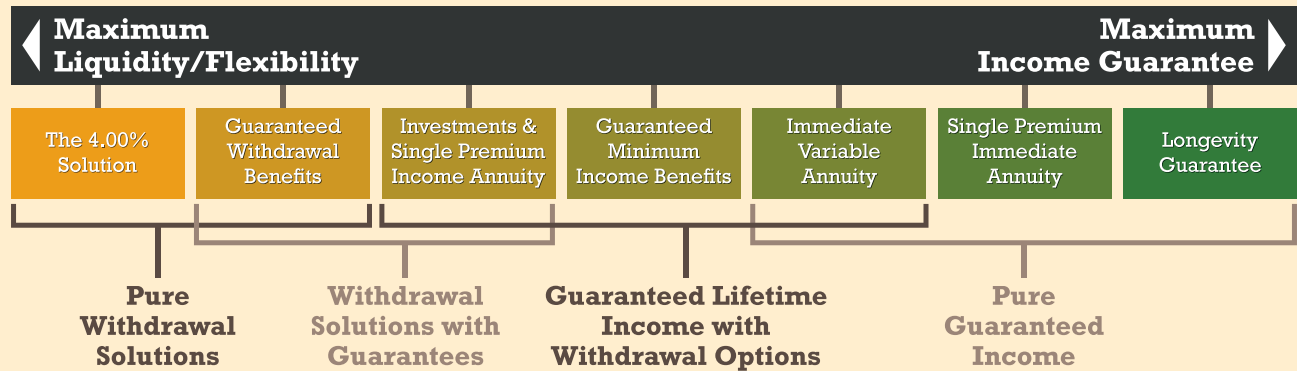 Maximum
Liquidity/Flexibility
Maximum
Income Guarantee
The 4.00%
Solution
Guaranteed
Withdrawal
Benefits
Investments &
Single Premium
Income Annuity
Guaranteed
Minimum
Income Benefits
Immediate
Variable
Annuity
Single Premium
Immediate
Annuity
Longevity
Guarantee
Pure
Withdrawal
Solutions
Withdrawal
Solutions with
Guarantees
Guaranteed Lifetime
Income with
Withdrawal Options
Pure
Guaranteed
Income